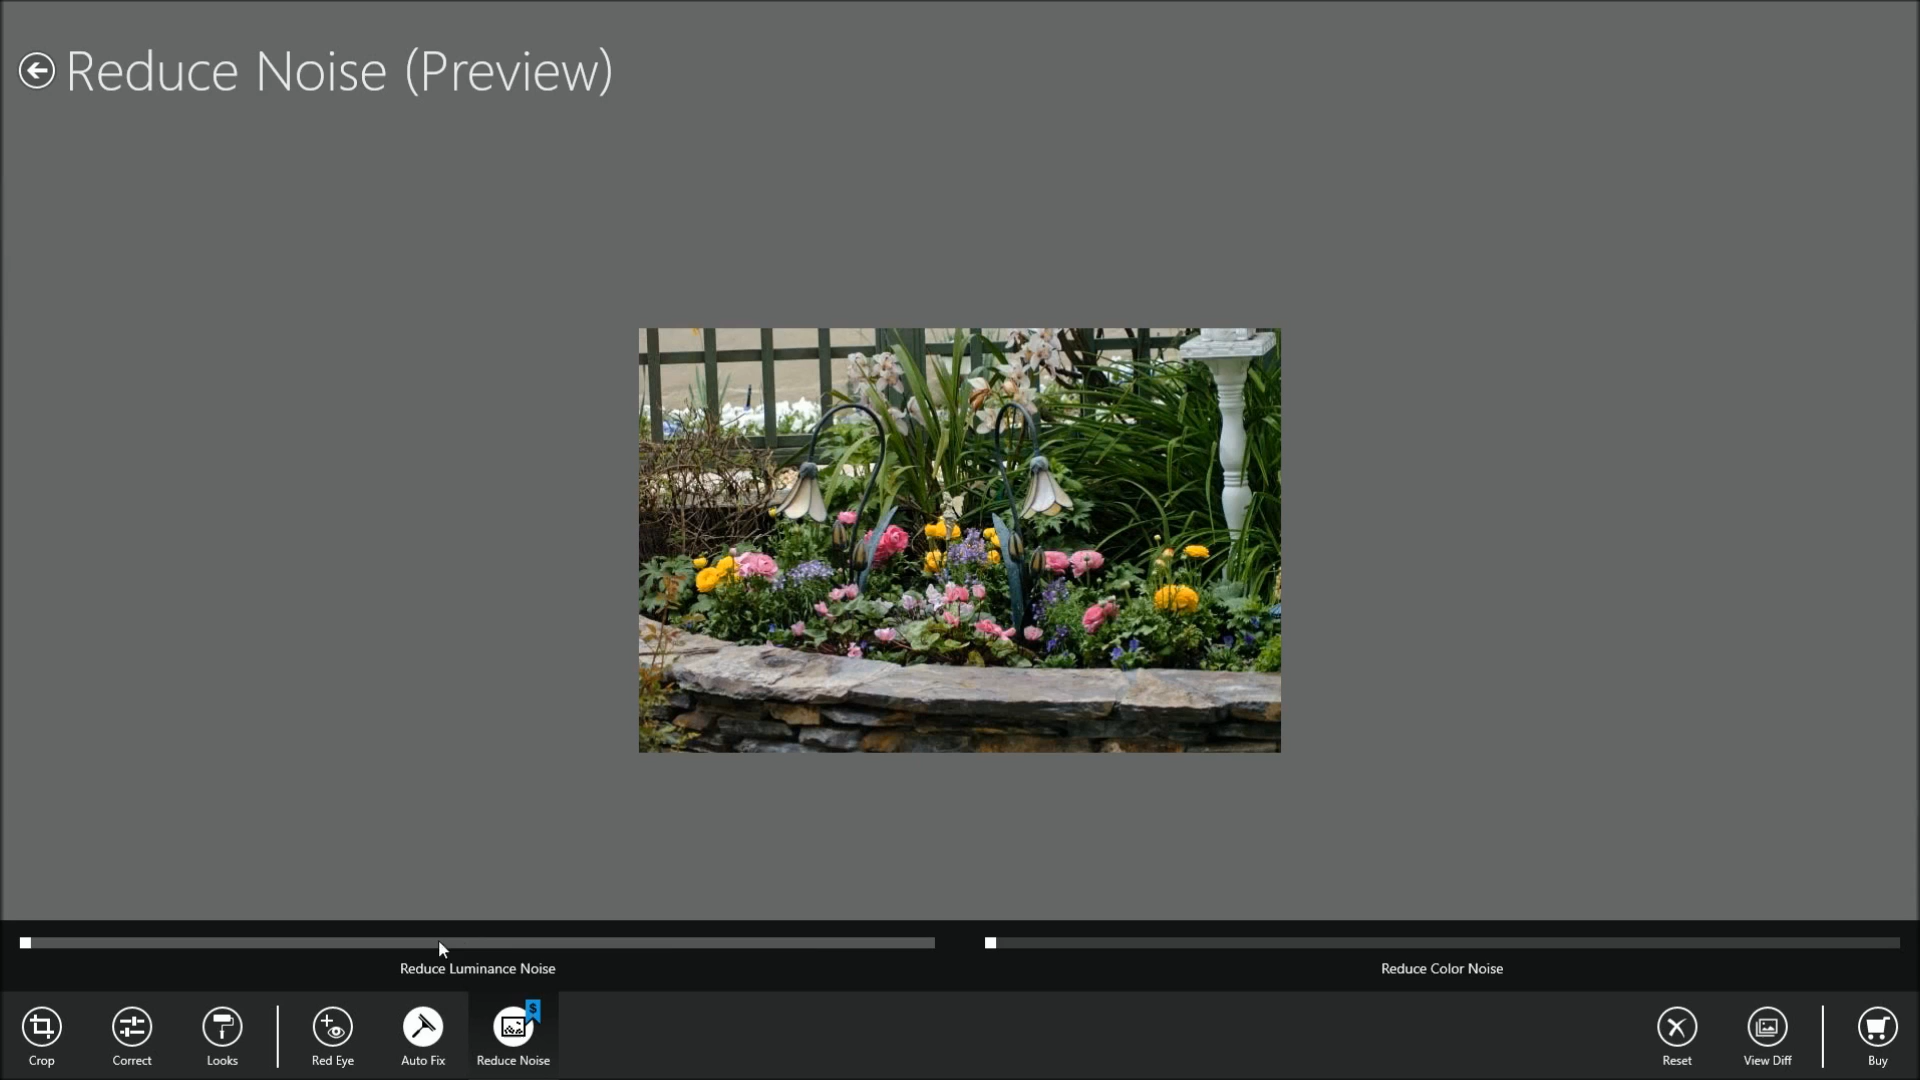 Reduce Noise (Preview)
Reduce Luminance Noise
Reduce Color Noise
Crop
Correct
Looks
Red Eye
Auto Fix
$
Reduce Noise
Reset
View Diff
Buy